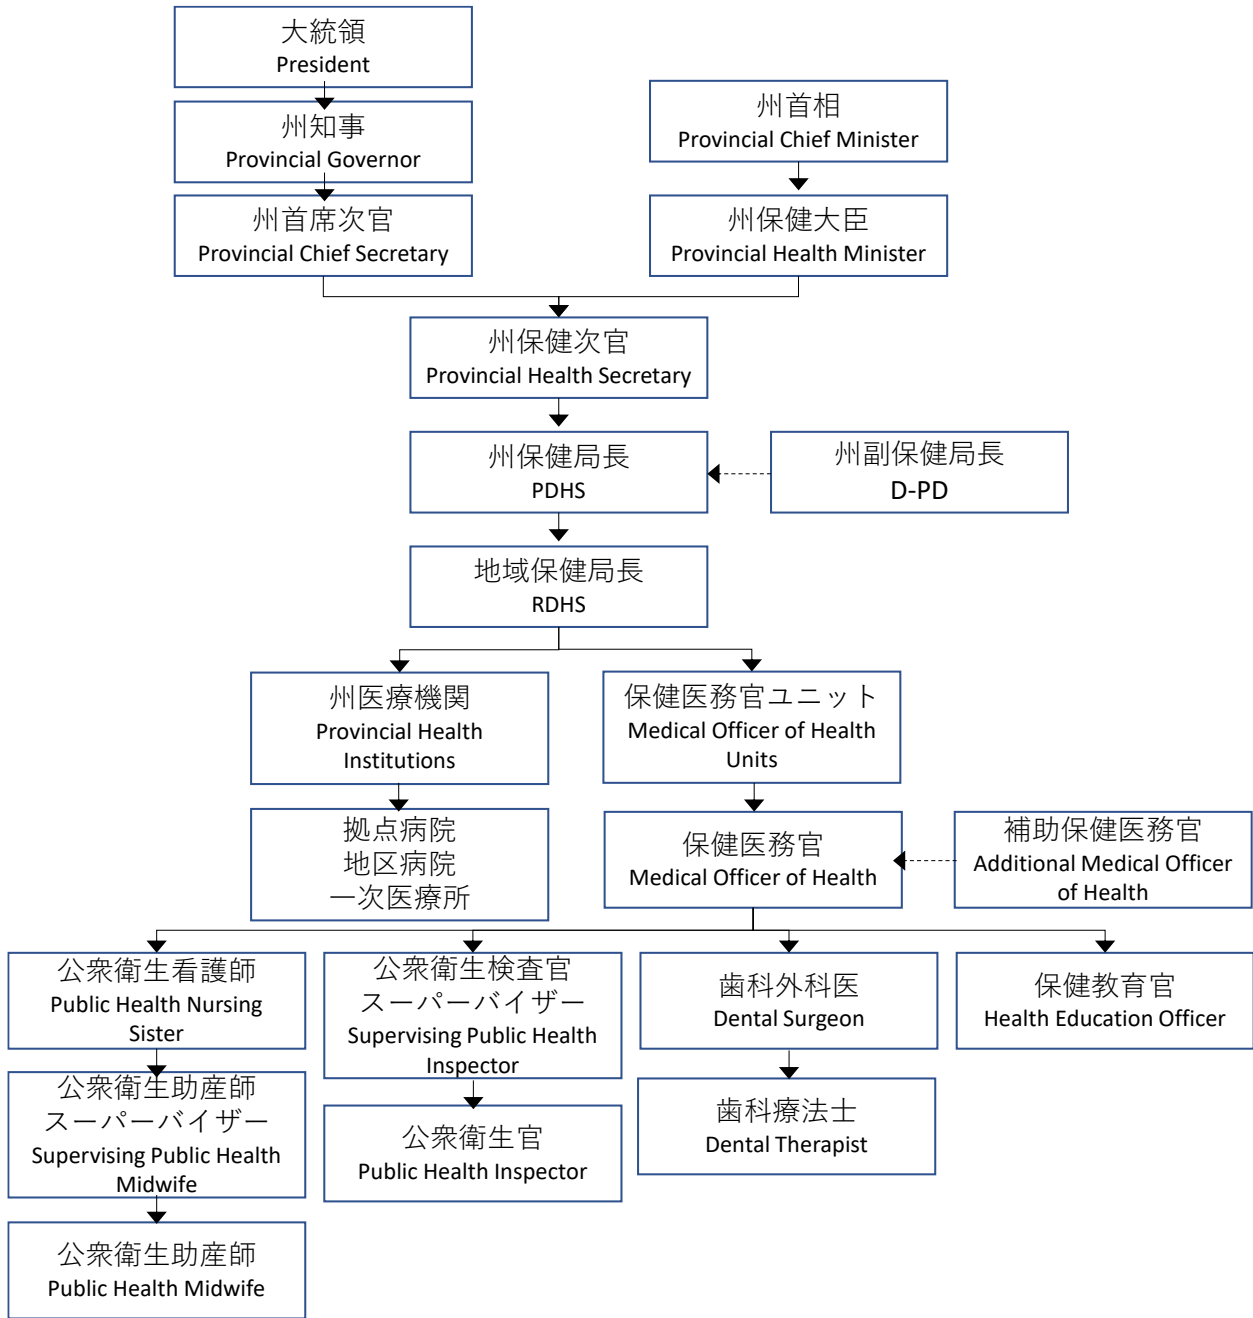 大統領
President
州知事
Provincial Governor
州首席次官
Provincial Chief Secretary
州首相
Provincial Chief Minister
州保健大臣
Provincial Health Minister
州保健次官
Provincial Health Secretary
州保健局長
PDHS
州副保健局長
D-PD
地域保健局長
RDHS
州医療機関
Provincial Health
Institutions
保健医務官ユニット
Medical Officer of Health
Units
拠点病院
地区病院
一次医療所
保健医務官
Medical Officer of Health
補助保健医務官
Additional Medical Officer
of Health
公衆衛生看護師
Public Health Nursing
Sister
公衆衛生検査官
スーパーバイザー
Supervising Public Health
Inspector
歯科外科医
Dental Surgeon
保健教育官
Health Education Officer
公衆衛生助産師
スーパーバイザー
Supervising Public Health
Midwife
公衆衛生官
Public Health Inspector
歯科療法士
Dental Therapist
公衆衛生助産師
Public Health Midwife